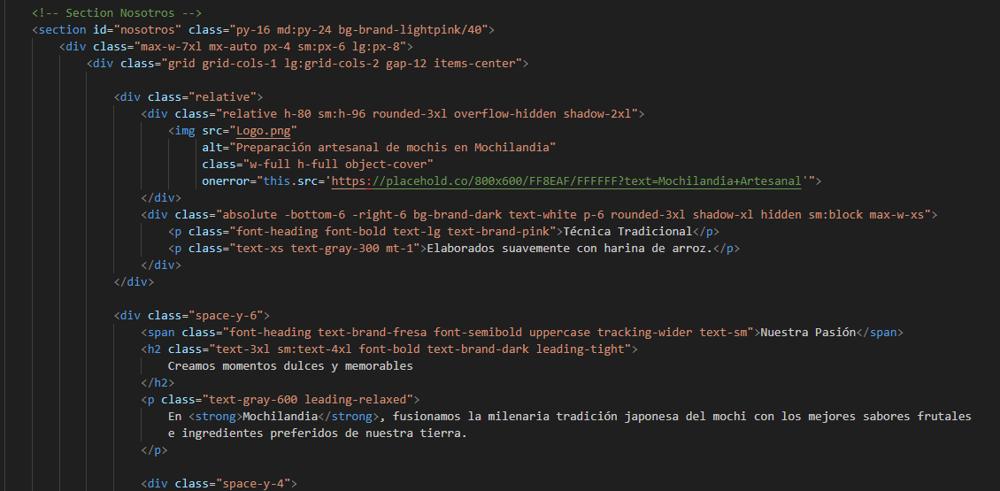 <!-- Section Nosotros -->
<section id="nosotros" class="py-16 md:py-24 bg-brand-lightpink/40">
<div class="max-w-7xl mx-auto px-4 sm:px-6 lg:px-8">
<div class="grid grid-cols-1 lg:grid-cols-2 gap-12 items-center">
<div class="relative">
<div class="relative h-80 sm:h-96 rounded-3xl overflow-hidden shadow-2xl">
<img src="Logo.png"
alt="Preparación artesanal de mochis en Mochilandia"
class="w-full h-full object-cover"
onerror="this.src='https://placehold.co/800x600/FF8EAF/FFFFFF?text=Mochilandia+Artesanal'">
</div>
<div class="absolute -bottom-6 -right-6 bg-brand-dark text-white p-6 rounded-3xl shadow-xl hidden sm:block max-w-xs">
<p class="font-heading font-bold text-lg text-brand-pink">Técnica Tradicional</p>
<p class="text-xs text-gray-300 mt-1">Elaborados suavemente con harina de arroz.</p>
</div>
</div>
<div class="space-y-6">
<span class="font-heading text-brand-fresa font-semibold uppercase tracking-wider text-sm">Nuestra Pasión</span>
<h2 class="text-3xl sm:text-4xl font-bold text-brand-dark leading-tight">
Creamos momentos dulces y memorables
</h2>
<p class="text-gray-600 leading-relaxed">
En <strong>Mochilandia</strong>, fusionamos la milenaria tradición japonesa del mochi con los mejores sabores frutales
e ingredientes preferidos de nuestra tierra.
</p>
<div class="space-y-4">